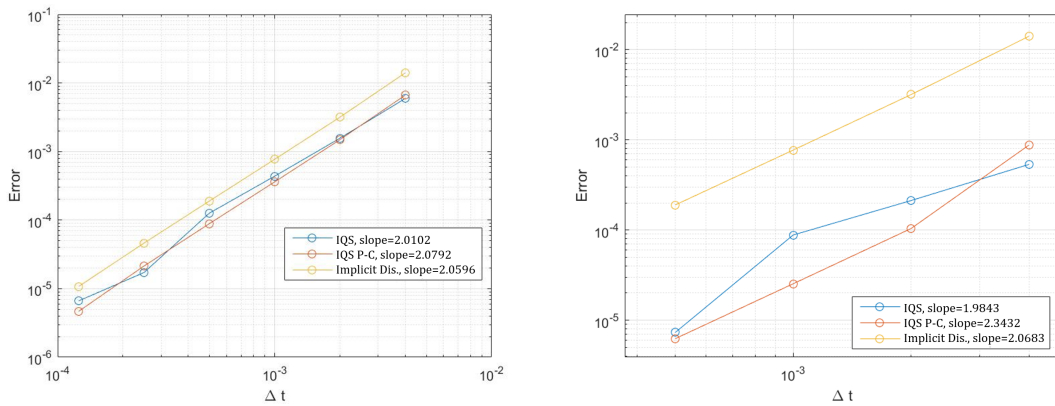 10^-1
10^-2
10^-3
10^-4
10^-5
10^-6
Error
IQS, slope=2.0102
IQS P-C, slope=2.0792
Implicit Dis., slope=2.0596
10^-4
10^-3
10^-2
Δ t
10^-2
10^-3
10^-4
10^-5
Error
IQS, slope=1.9843
IQS P-C, slope=2.3432
Implicit Dis., slope=2.0683
10^-3
Δ t